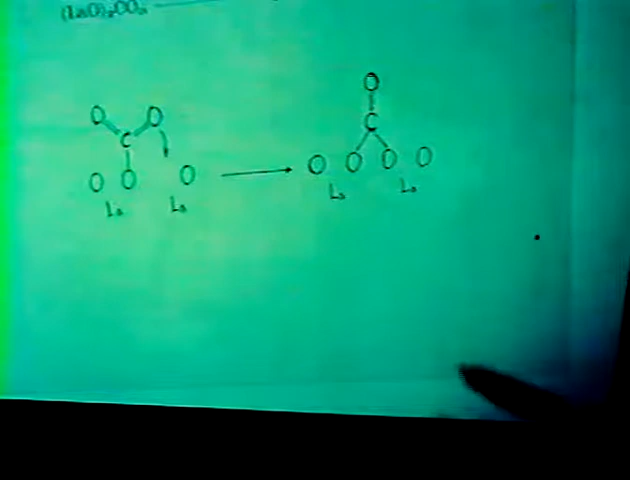 (LaO)₂CO₃
O
O O C
C
O O O O O O O
La La La La